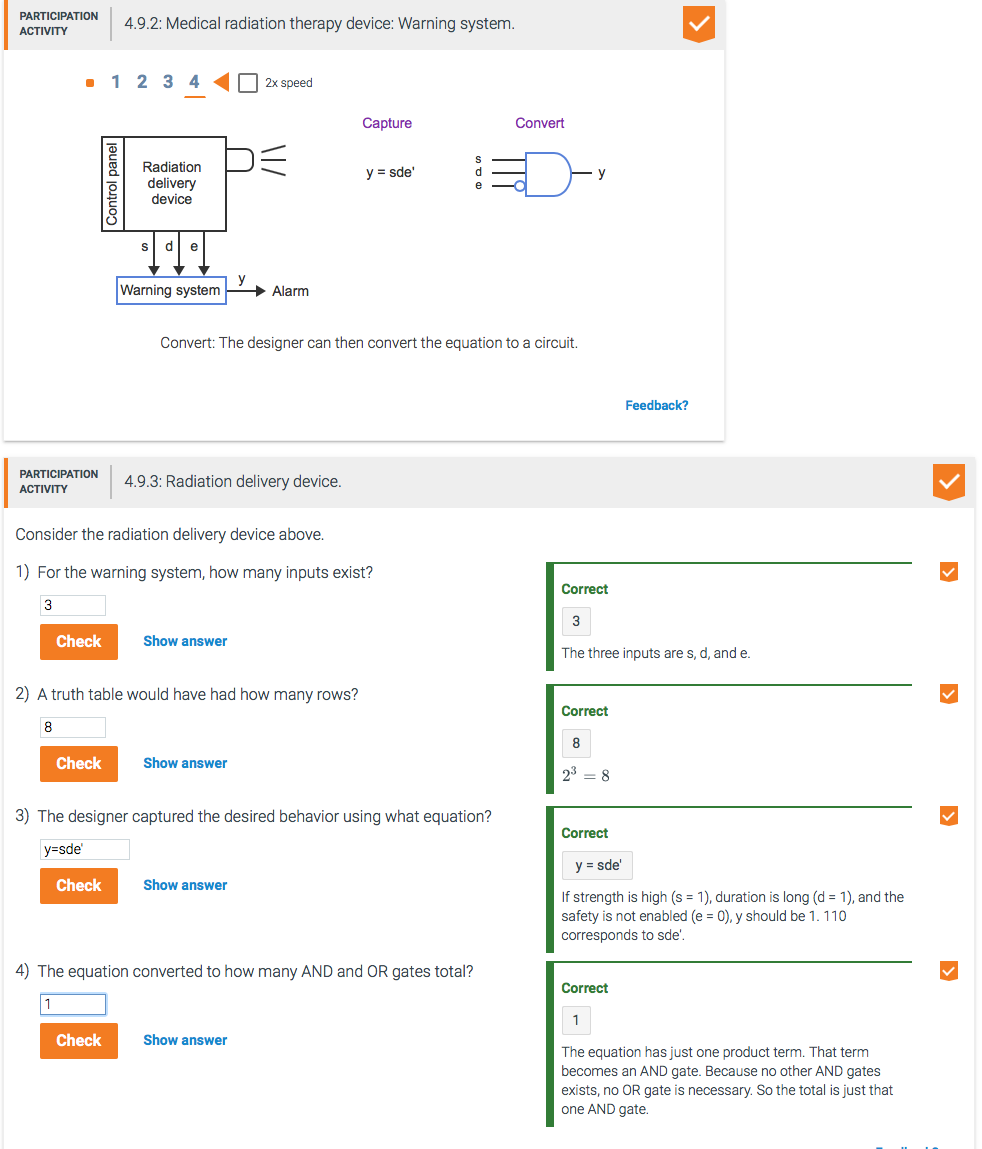 PARTICIPATION
ACTIVITY
4.9.2: Medical radiation therapy device: Warning system.
1 2 3 4 2x speed
Capture Convert
Control panel
Radiation
delivery
device
y = sde'
s
d
e
y
s d e
Warning system
y
Alarm
Convert: The designer can then convert the equation to a circuit.
Feedback?
PARTICIPATION
ACTIVITY
4.9.3: Radiation delivery device.
Consider the radiation delivery device above.
1) For the warning system, how many inputs exist?
3
Check Show answer
Correct
3
The three inputs are s, d, and e.
2) A truth table would have had how many rows?
8
Check Show answer
Correct
8
2³ = 8
3) The designer captured the desired behavior using what equation?
y=sde'
Check Show answer
Correct
y = sde'
If strength is high (s = 1), duration is long (d = 1), and the
safety is not enabled (e = 0), y should be 1. 110
corresponds to sde'.
4) The equation converted to how many AND and OR gates total?
1
Check Show answer
Correct
1
The equation has just one product term. That term
becomes an AND gate. Because no other AND gates
exists, no OR gate is necessary. So the total is just that
one AND gate.